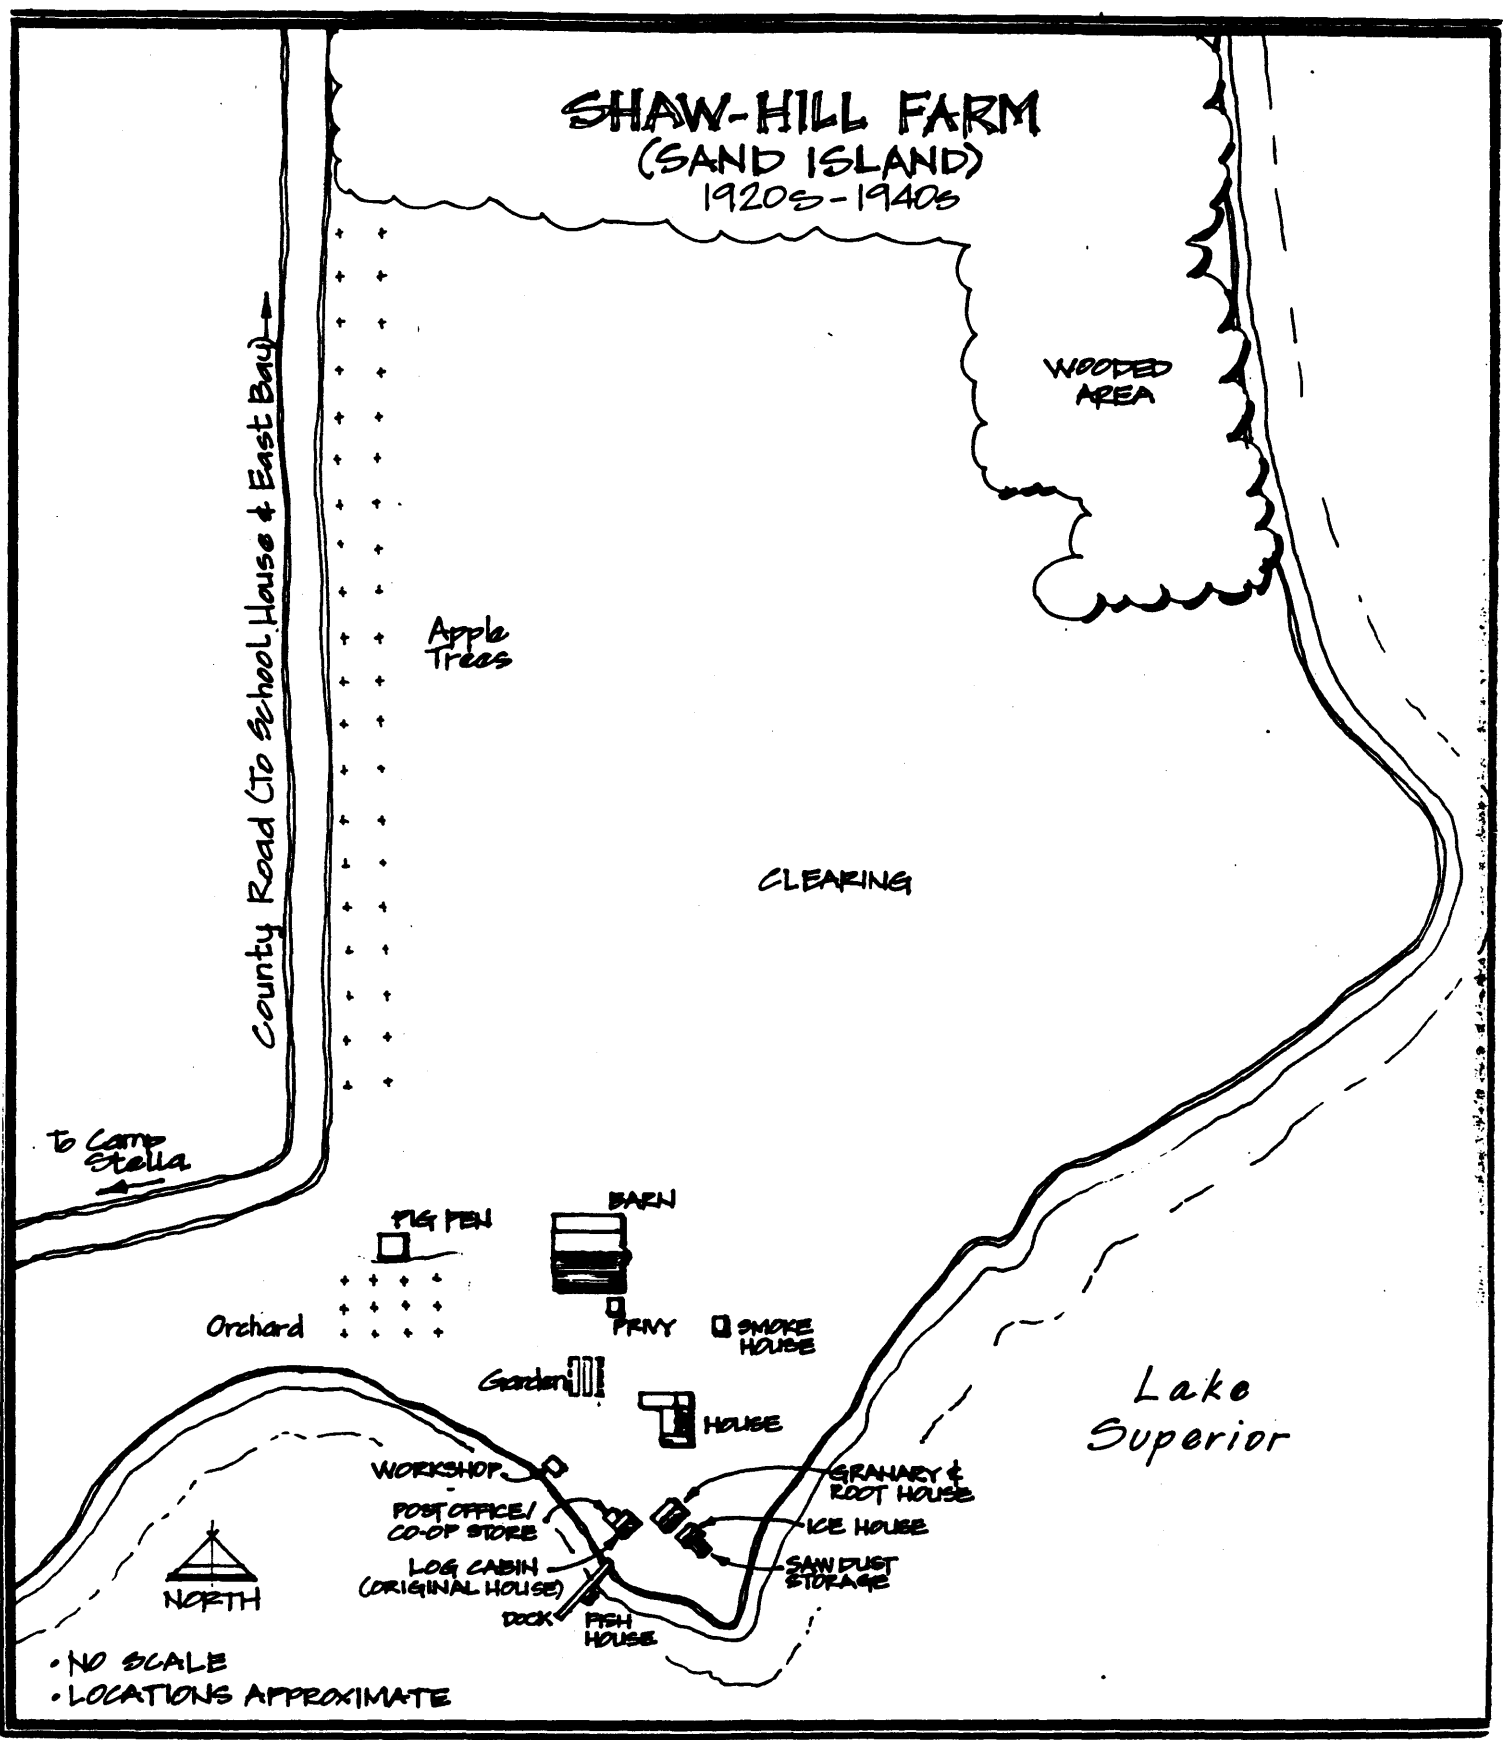 SHAW-HILL FARM
(SAND ISLAND)
1920s-1940s
WOODED
AREA
County Road (To School House & East Bay)
Apple
Trees
CLEARING
To Camp
Stella
PIG PEN
BARN
Orchard
PRIVY
SMOKE
HOUSE
Garden
HOUSE
Lake
Superior
WORKSHOP
GRANARY &
ROOT HOUSE
POST OFFICE/
CO-OP STORE
ICE HOUSE
LOG CABIN
(ORIGINAL HOUSE)
SAWDUST
STORAGE
DOCK
FISH
HOUSE
NORTH
• NO SCALE
• LOCATIONS APPROXIMATE